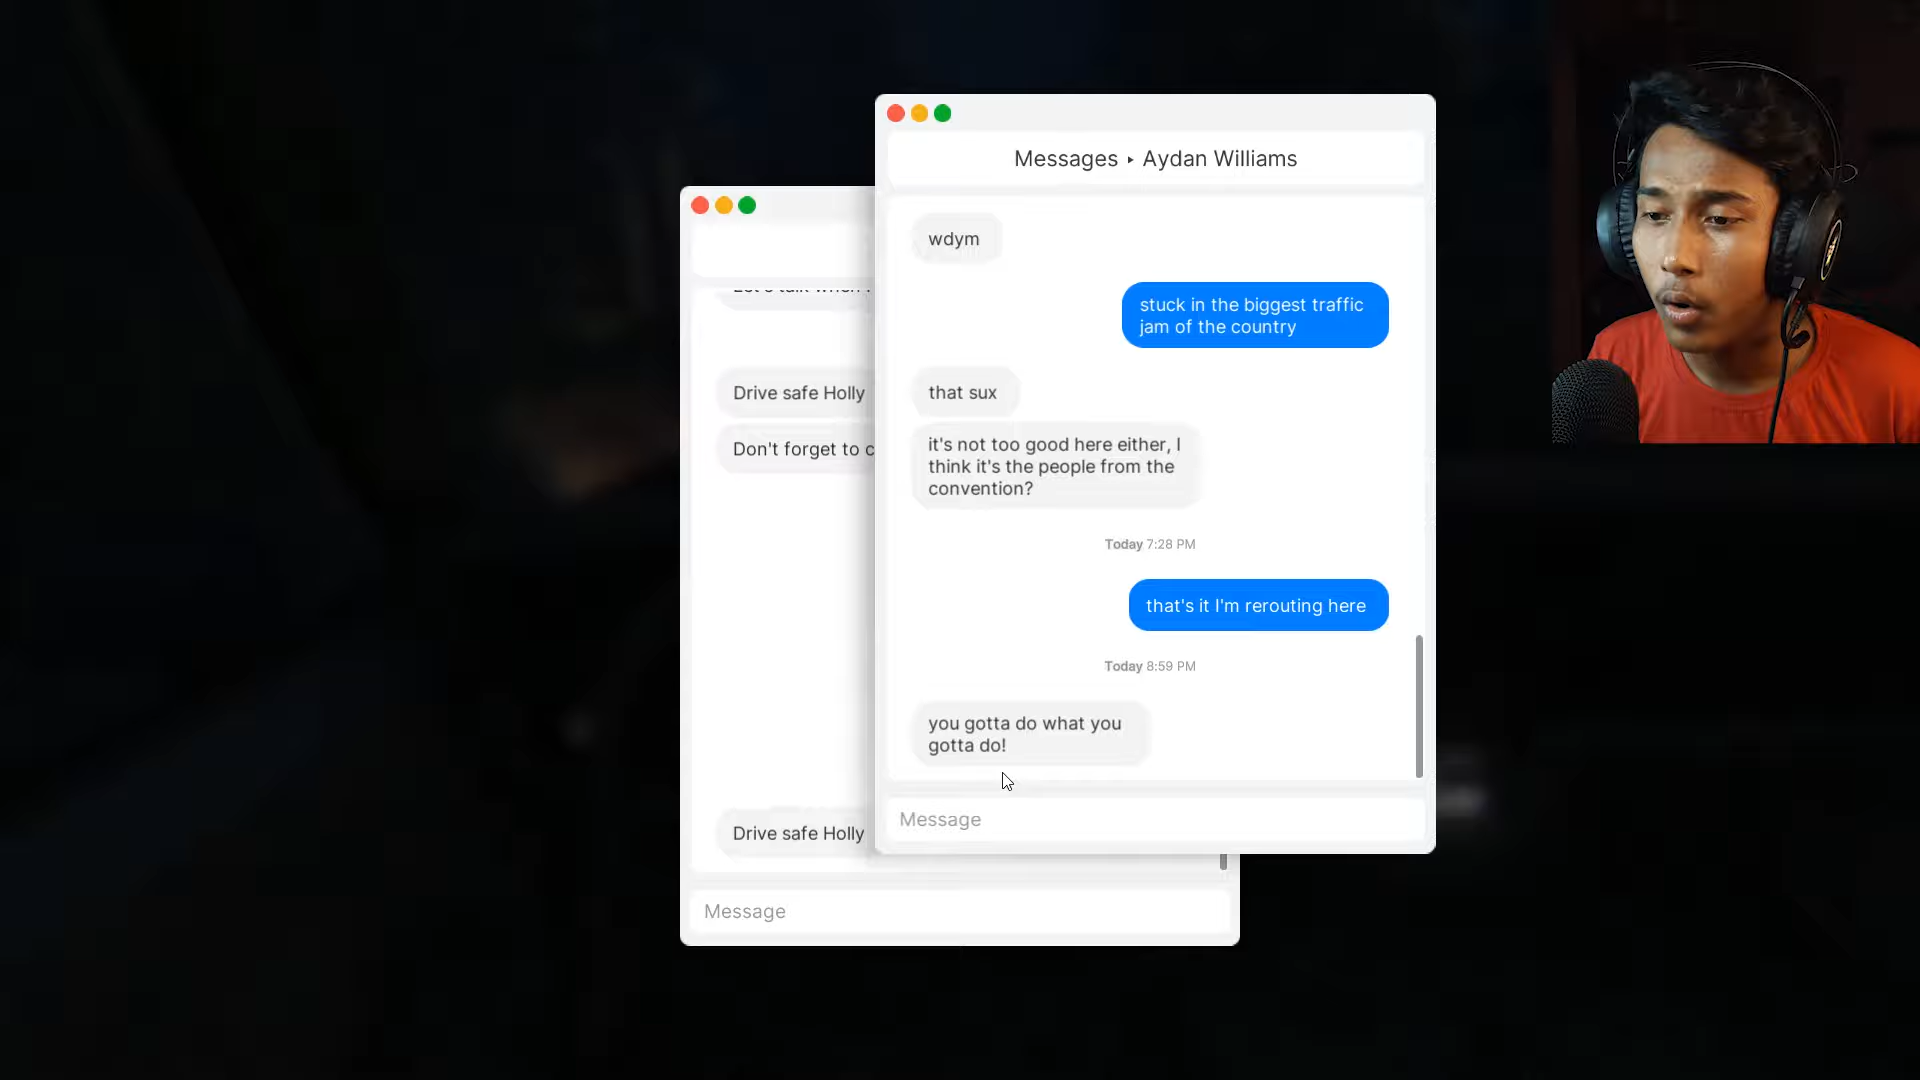 Messages ▸ Aydan Williams
wdym
stuck in the biggest traffic
jam of the country
that sux
it's not too good here either, I
think it's the people from the
convention?
Today 7:28 PM
that's it I'm rerouting here
Today 8:59 PM
you gotta do what you
gotta do!
Message
Let's talk when I
Drive safe Holly
Don't forget to c
Drive safe Holly
Message